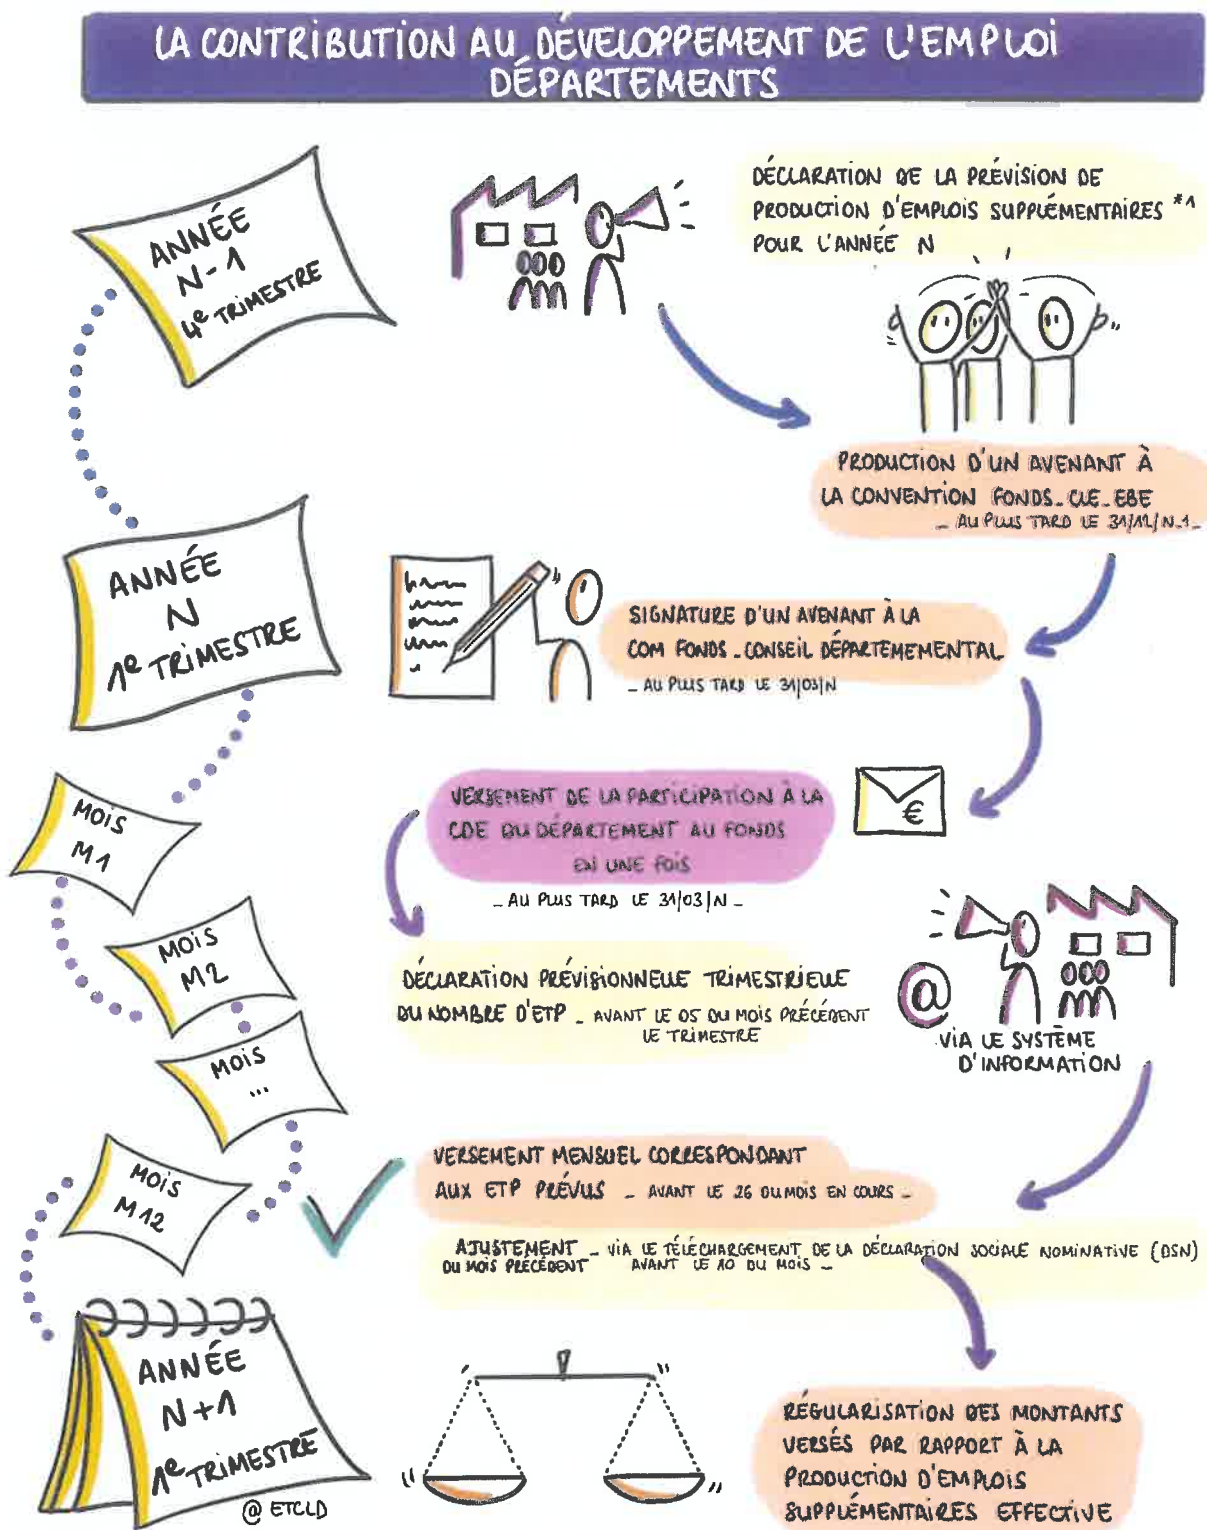 LA CONTRIBUTION AU DÉVELOPPEMENT DE L'EMPLOI
DÉPARTEMENTS
ANNÉE
N-1
4e TRIMESTRE
DÉCLARATION DE LA PRÉVISION DE
PRODUCTION D'EMPLOIS SUPPLÉMENTAIRES *1
POUR L'ANNÉE N
PRODUCTION D'UN AVENANT À
LA CONVENTION FONDS_CLE_EBE
_ AU PLUS TARD LE 31/12/N-1_
ANNÉE
N
1e TRIMESTRE
SIGNATURE D'UN AVENANT À LA
COM FONDS_CONSEIL DÉPARTEMEMENTAL
_ AU PLUS TARD LE 31/03/N
MOIS
M1
VERSEMENT DE LA PARTICIPATION À LA
CDE DU DÉPARTEMENT AU FONDS
EN UNE FOIS
_ AU PLUS TARD LE 31/03/N _
€
MOIS
M2
DÉCLARATION PRÉVISIONNELLE TRIMESTRIELLE
DU NOMBRE D'ETP _ AVANT LE 05 DU MOIS PRÉCÉDENT
LE TRIMESTRE
@
VIA LE SYSTÈME
D'INFORMATION
MOIS
...
MOIS
M12
VERSEMENT MENSUEL CORRESPONDANT
AUX ETP PRÉVUS _ AVANT LE 26 DU MOIS EN COURS _
AJUSTEMENT _ VIA LE TÉLÉCHARGEMENT DE LA DÉCLARATION SOCIALE NOMINATIVE (DSN)
DU MOIS PRÉCÉDENT AVANT LE 10 DU MOIS _
ANNÉE
N+1
1e TRIMESTRE
@ ETCLD
RÉGULARISATION DES MONTANTS
VERSÉS PAR RAPPORT À LA
PRODUCTION D'EMPLOIS
SUPPLÉMENTAIRES EFFECTIVE